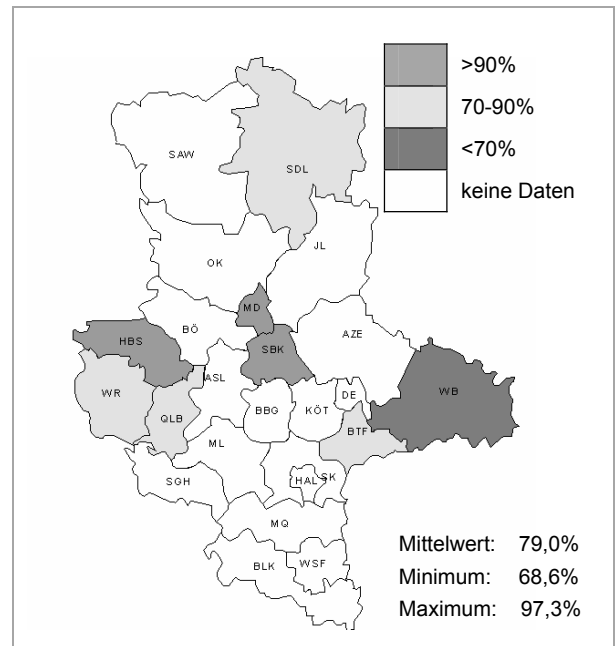 >90%
70-90%
<70%
keine Daten
SAW
SDL
OK
JL
MD
BÖ
HBS
SBK
AZE
WR
ASL
QLB
BBG
KÖT
DE
WB
BTF
ML
SGH
HAL
SK
MQ
BLK
WSF
Mittelwert: 79,0%
Minimum: 68,6%
Maximum: 97,3%